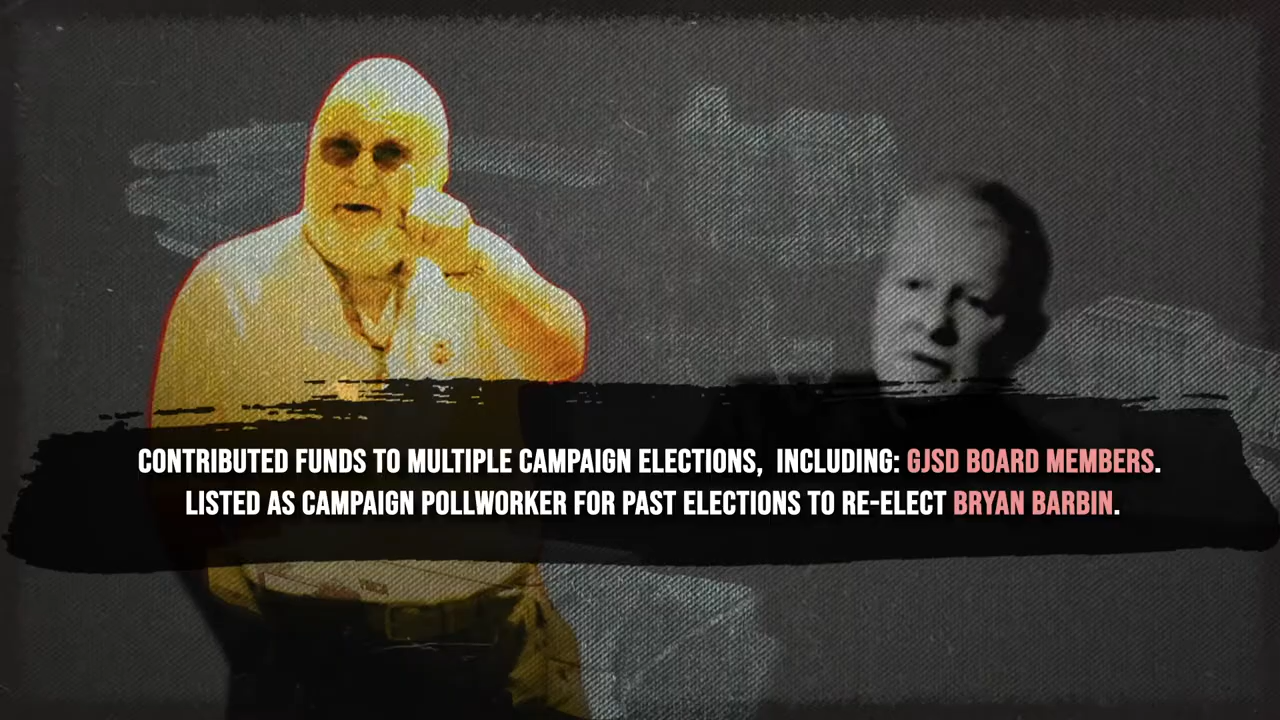 CONTRIBUTED FUNDS TO MULTIPLE CAMPAIGN ELECTIONS, INCLUDING: GJSD BOARD MEMBERS.
LISTED AS CAMPAIGN POLLWORKER FOR PAST ELECTIONS TO RE-ELECT BRYAN BARBIN.